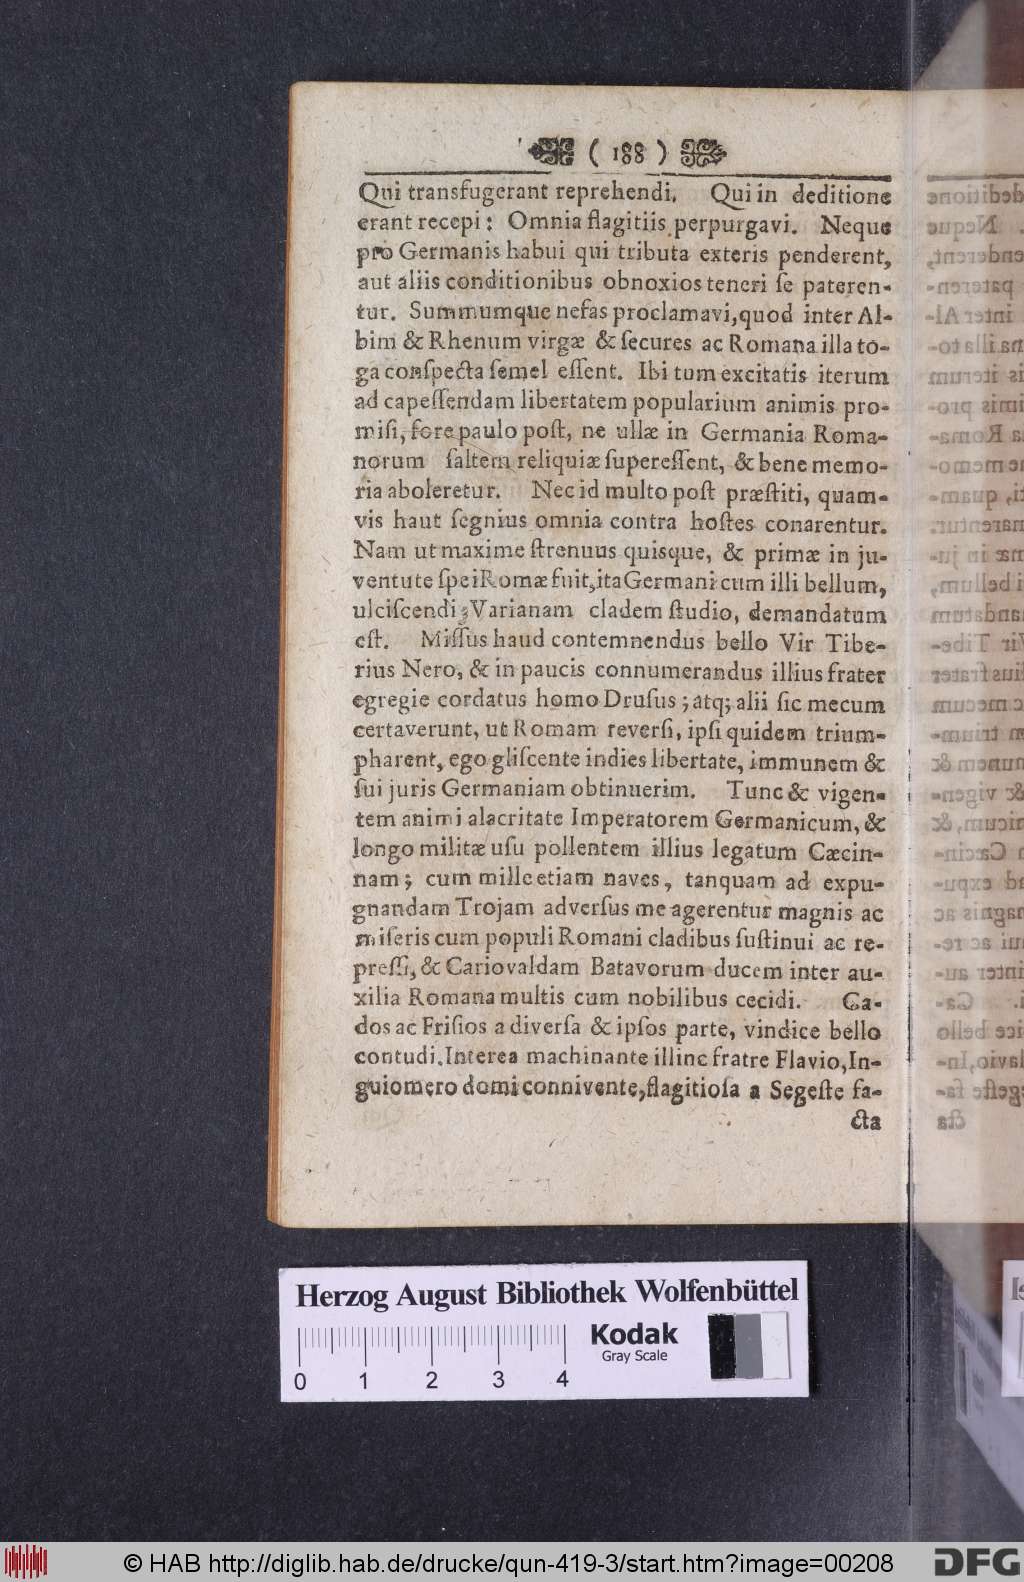 ( 188 )
Qui transfugerant reprehendi. Qui in deditione
erant recepi: Omnia flagitiis perpurgavi. Neque
pro Germanis habui qui tributa exteris penderent,
aut aliis conditionibus obnoxios teneri se pateren-
tur. Summumque nefas proclamavi, quod inter Al-
bim & Rhenum virgæ & secures ac Romana illa to-
ga conspecta semel essent. Ibi tum excitatis iterum
ad capessendam libertatem popularium animis pro-
misi, fore paulo post, ne ullæ in Germania Roma-
norum saltem reliquiæ superessent, & bene memo-
ria aboleretur. Nec id multo post præstiti, quam-
vis haut segnius omnia contra hostes conarentur.
Nam ut maxime strenuus quisque, & primæ in ju-
ventute spei Romæ fuit, ita Germanicum illi bellum,
ulciscendi Varianam cladem studio, demandatum
est. Missus haud contemnendus bello Vir Tibe-
rius Nero, & in paucis connumerandus illius frater
egregie cordatus homo Drusus; atq; alii sic mecum
certaverunt, ut Romam reversi, ipsi quidem trium-
pharent, ego gliscente indies libertate, immunem &
sui juris Germaniam obtinuerim. Tunc & vigen-
tem animi alacritate Imperatorem Germanicum, &
longo militæ usu pollentem illius legatum Cæcin-
nam; cum mille etiam naves, tanquam ad expu-
gnandam Trojam adversus me agerentur magnis ac
miseris cum populi Romani cladibus sustinui ac re-
pressi, & Cariovaldam Batavorum ducem inter au-
xilia Romana multis cum nobilibus cecidi. Ca-
dos ac Frisios a diversa & ipsos parte, vindice bello
contudi. Interea machinante illinc fratre Flavio, In-
guiomero domi connivente, flagitiosa a Segeste fa-
cta
Herzog August Bibliothek Wolfenbüttel
Kodak
Gray Scale
0 1 2 3 4
© HAB http://diglib.hab.de/drucke/qun-419-3/start.htm?image=00208
DFG